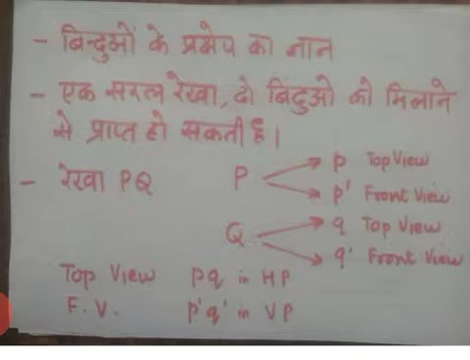 - बिन्दुओं के प्रक्षेप का ज्ञान
- एक सरल रेखा, दो बिंदुओ को मिलाने
से प्राप्त हो सकती है।
- रेखा PQ P → p Top View
→ p' Front View
Q → q Top View
→ q' Front View
Top View pq in HP
F.V. p'q' in VP